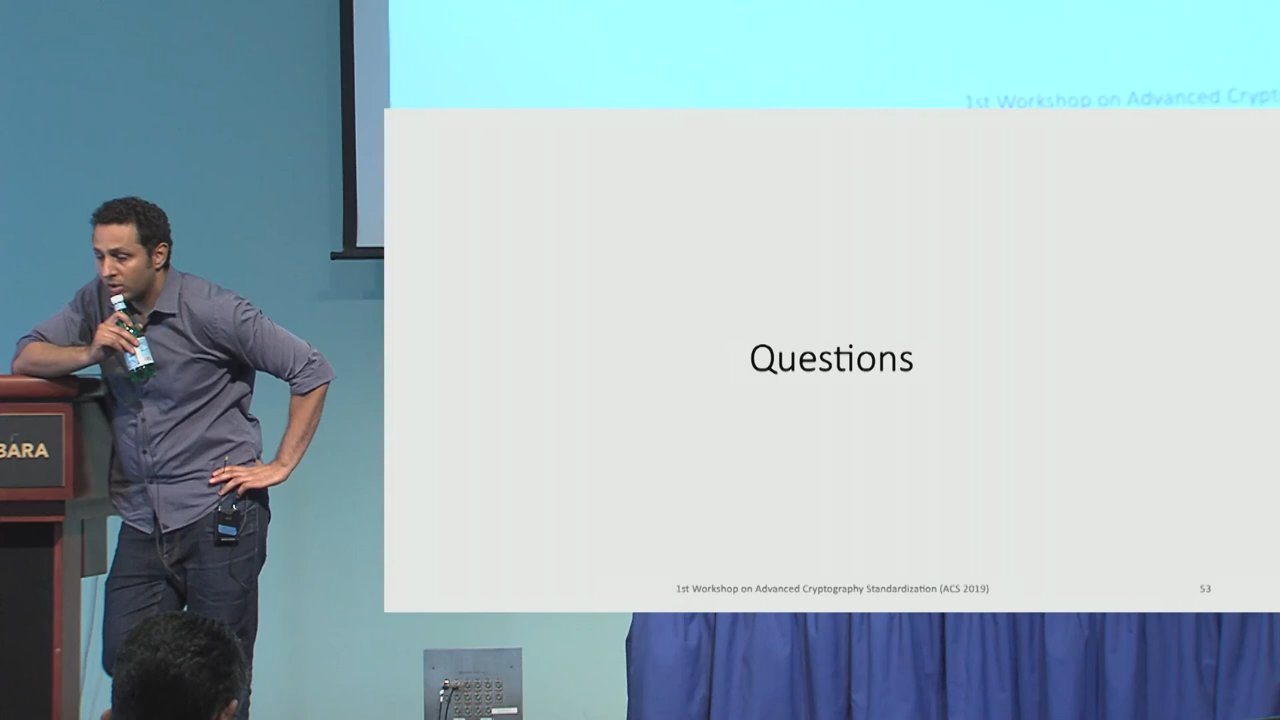 1st Workshop on Advanced Crypt
BARA
Questions
1st Workshop on Advanced Cryptography Standardization (ACS 2019)
53